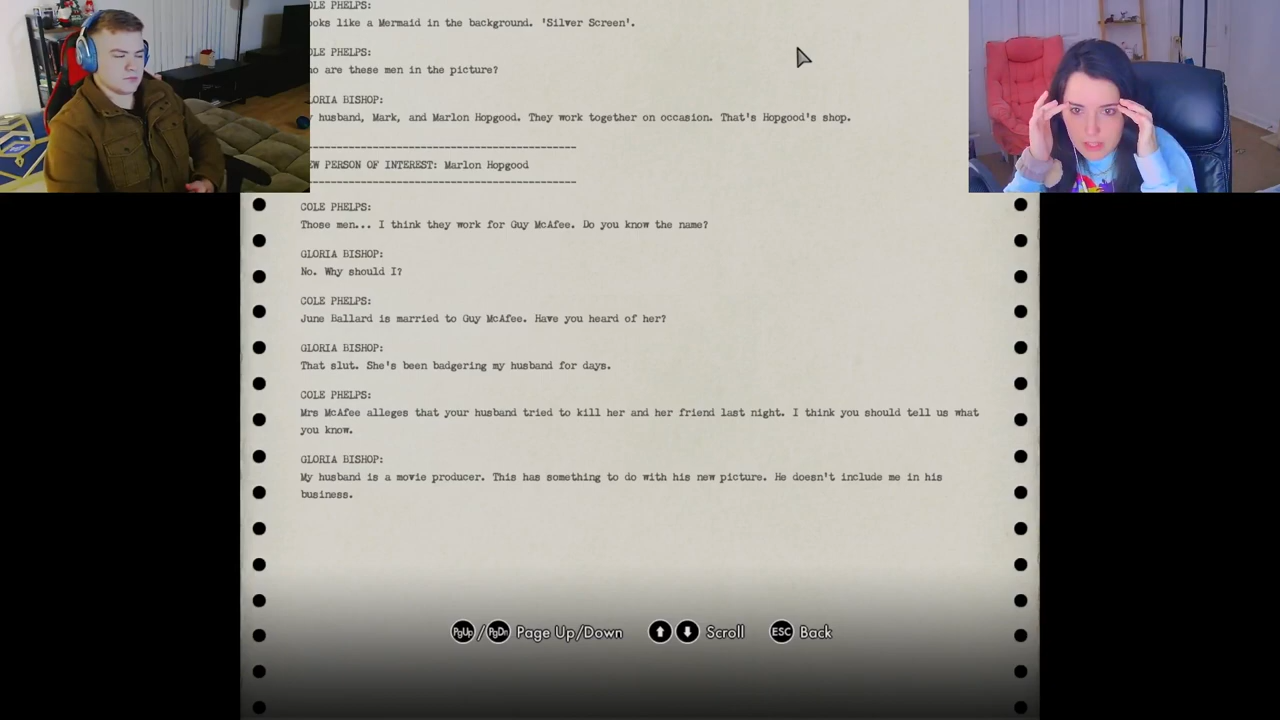 OLE PHELPS:
ooks like a Mermaid in the background. 'Silver Screen'.
OLE PHELPS:
o are these men in the picture?
LORIA BISHOP:
husband, Mark, and Marlon Hopgood. They work together on occasion. That's Hopgood's shop.
EW PERSON OF INTEREST: Marlon Hopgood
COLE PHELPS:
Those men... I think they work for Guy McAfee. Do you know the name?
GLORIA BISHOP:
No. Why should I?
COLE PHELPS:
June Ballard is married to Guy McAfee. Have you heard of her?
GLORIA BISHOP:
That slut. She's been badgering my husband for days.
COLE PHELPS:
Mrs McAfee alleges that your husband tried to kill her and her friend last night. I think you should tell us what
you know.
GLORIA BISHOP:
My husband is a movie producer. This has something to do with his new picture. He doesn't include me in his
business.
PgUp / PgDn Page Up/Down Scroll ESC Back